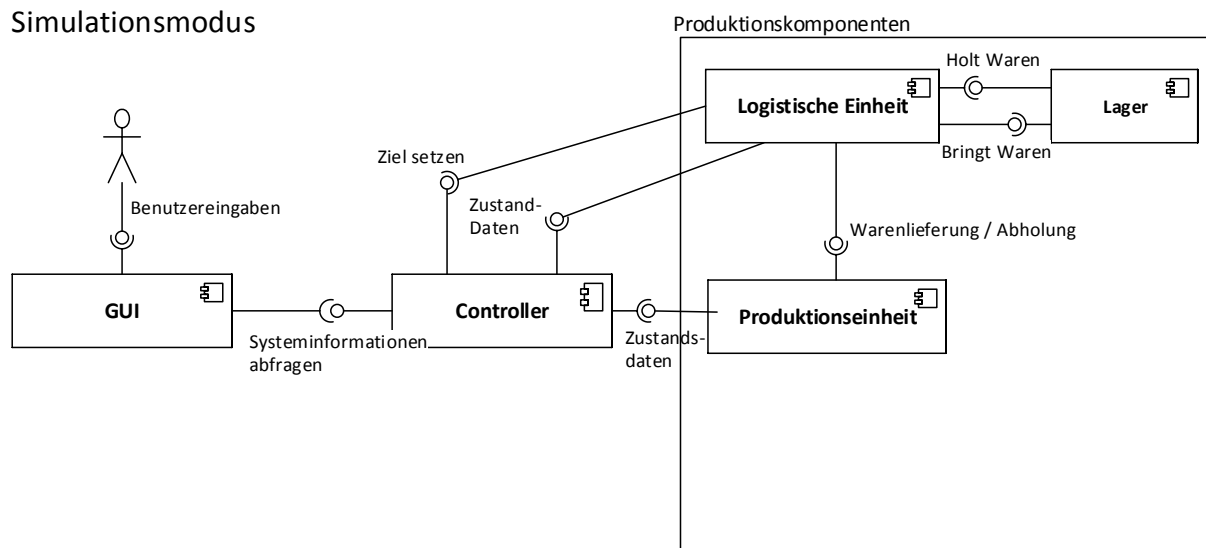 Simulationsmodus
Produktionskomponenten
Holt Waren
Logistische Einheit
Lager
Bringt Waren
Ziel setzen
Zustand-
Daten
Benutzereingaben
Warenlieferung / Abholung
GUI
Controller
Produktionseinheit
Systeminformationen
abfragen
Zustands-
daten